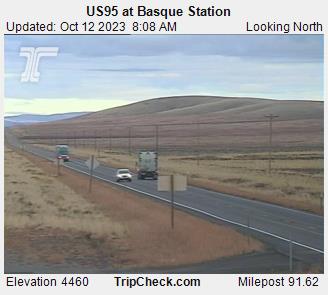 US95 at Basque Station
Updated: Oct 12 2023 8:08 AM Looking North
Elevation 4460 TripCheck.com Milepost 91.62